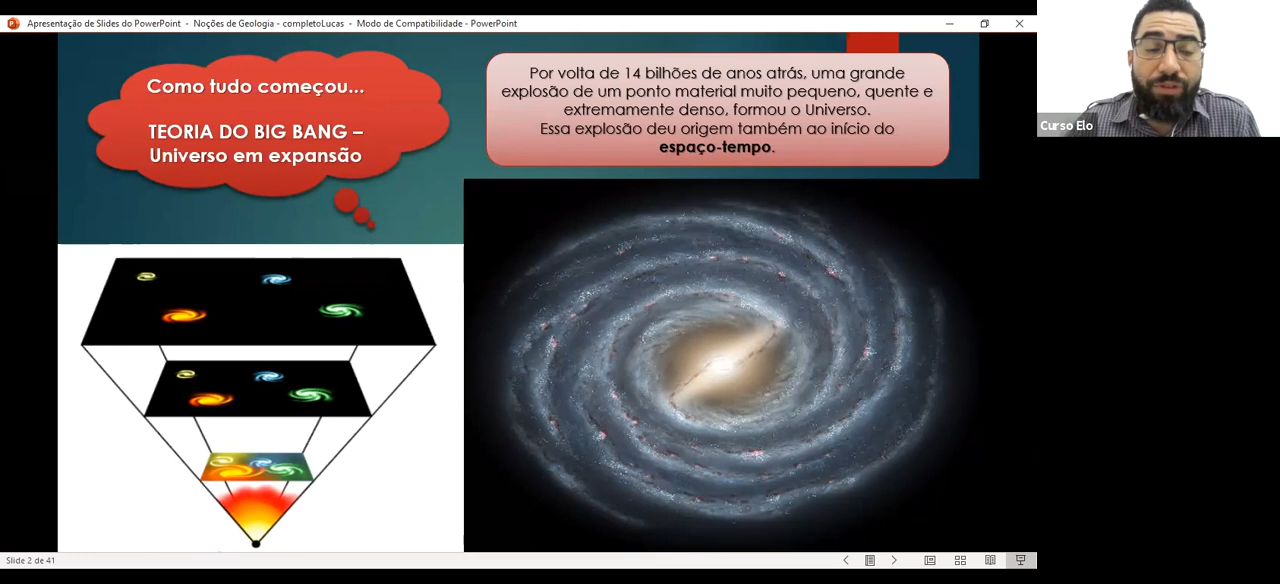 Apresentação de Slides do PowerPoint - Noções de Geologia - completoLucas - Modo de Compatibilidade - PowerPoint
Como tudo começou...
TEORIA DO BIG BANG –
Universo em expansão
Por volta de 14 bilhões de anos atrás, uma grande
explosão de um ponto material muito pequeno, quente e
extremamente denso, formou o Universo.
Essa explosão deu origem também ao início do
espaço-tempo.
Curso Elo
Slide 2 de 41